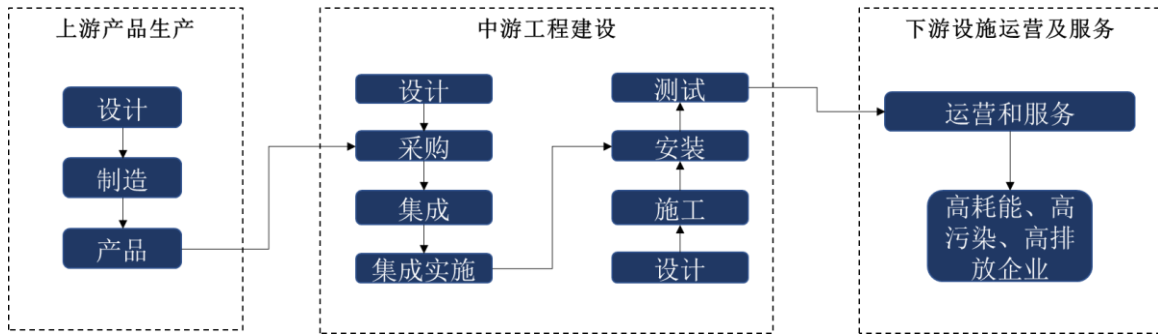 上游产品生产
设计
制造
产品
中游工程建设
设计
采购
集成
集成实施
测试
安装
施工
设计
下游设施运营及服务
运营和服务
高耗能、高
污染、高排
放企业